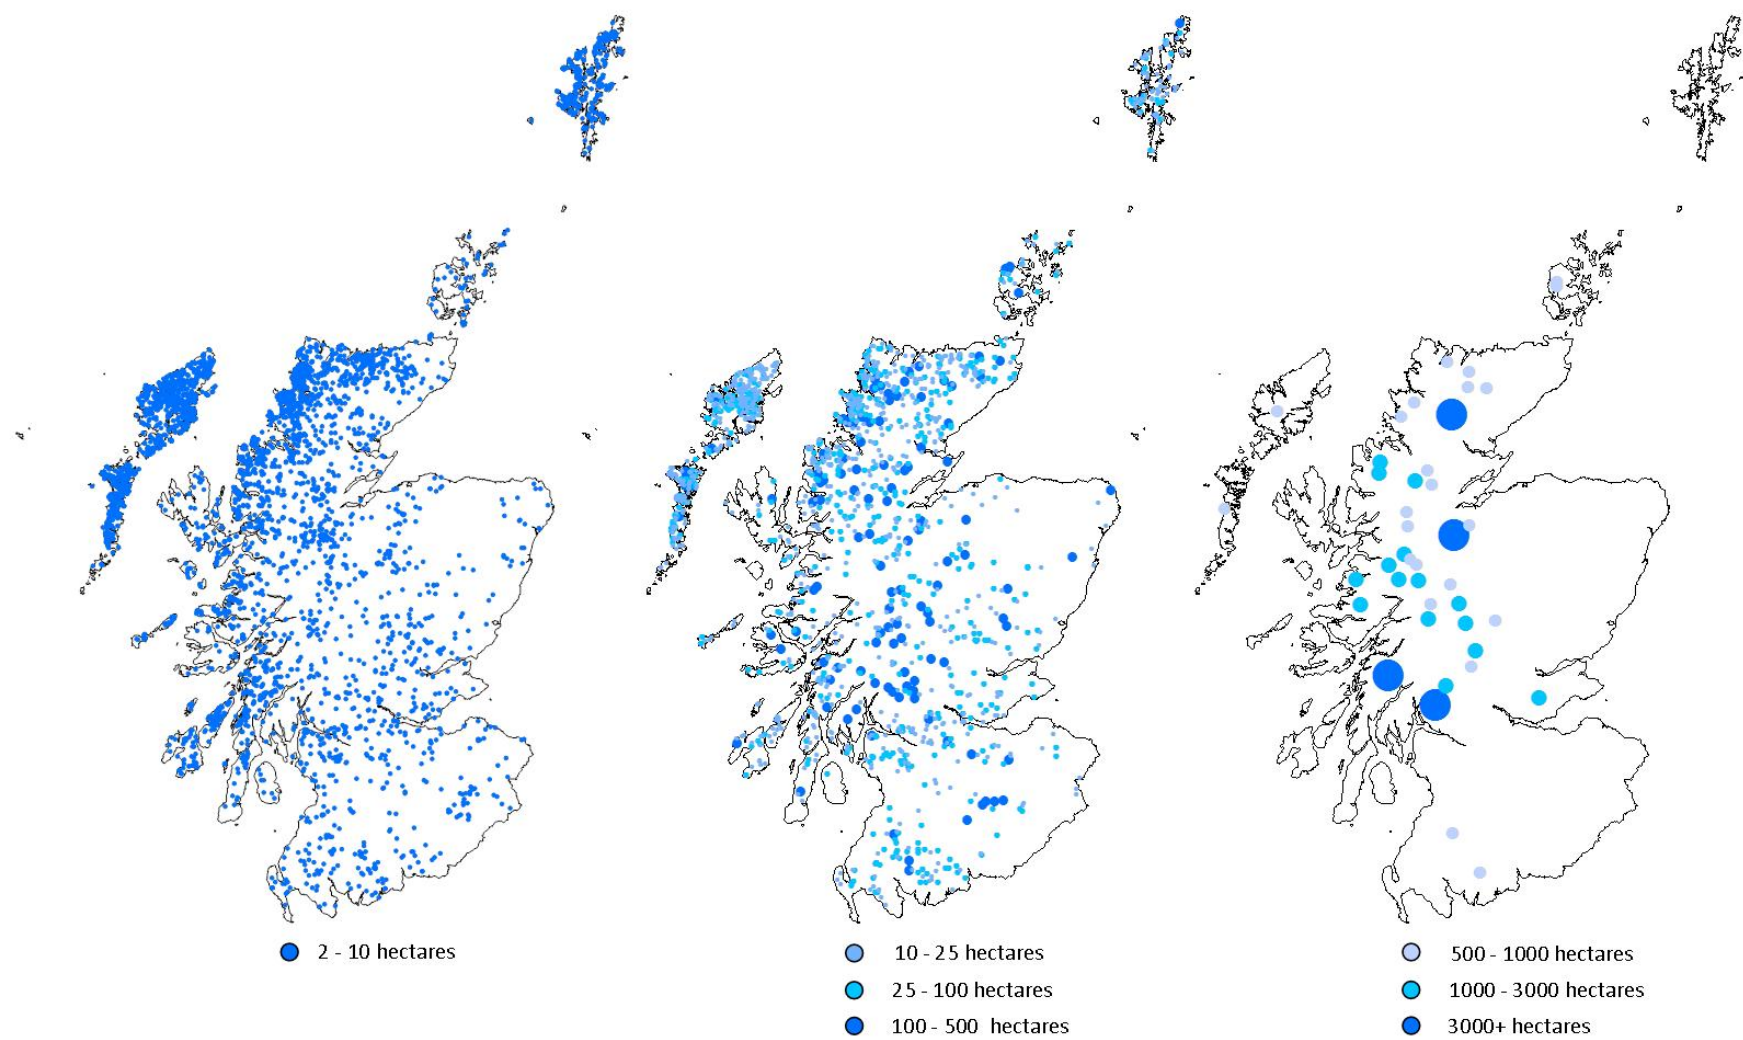 2 - 10 hectares
10 - 25 hectares
25 - 100 hectares
100 - 500 hectares
500 - 1000 hectares
1000 - 3000 hectares
3000+ hectares